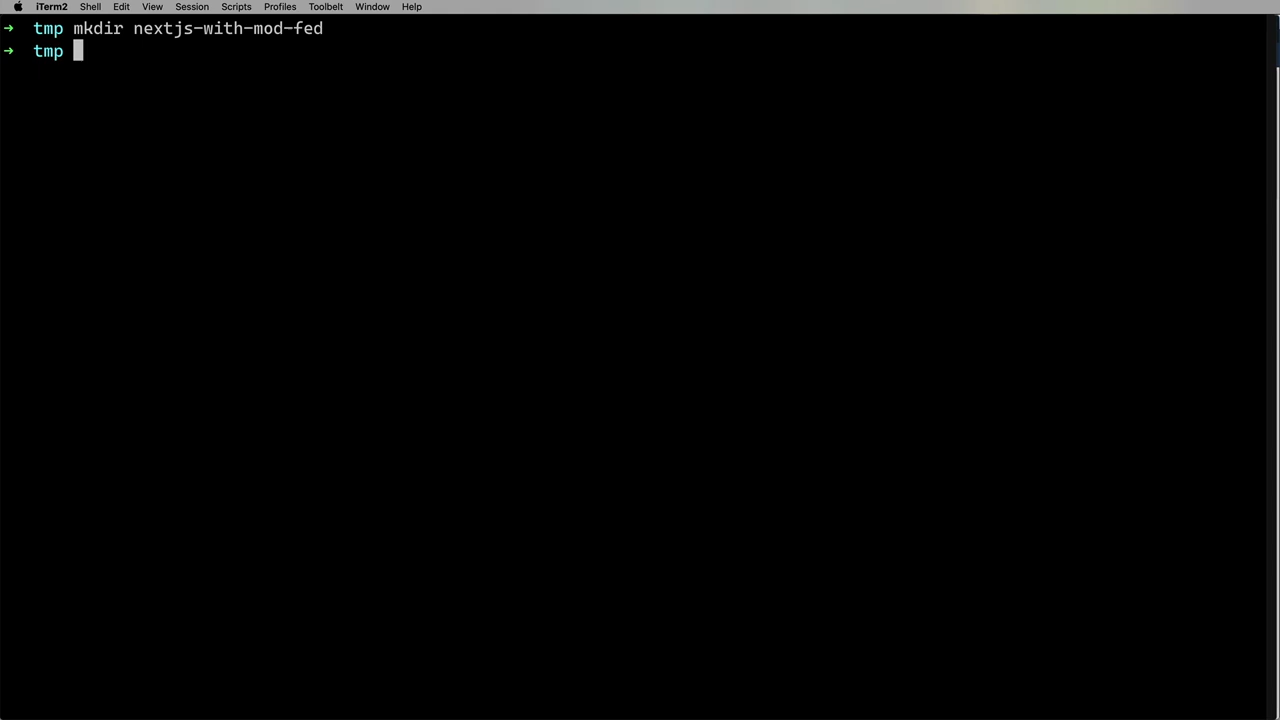 iTerm2 Shell Edit View Session Scripts Profiles Toolbelt Window Help
➜ tmp mkdir nextjs-with-mod-fed
➜ tmp